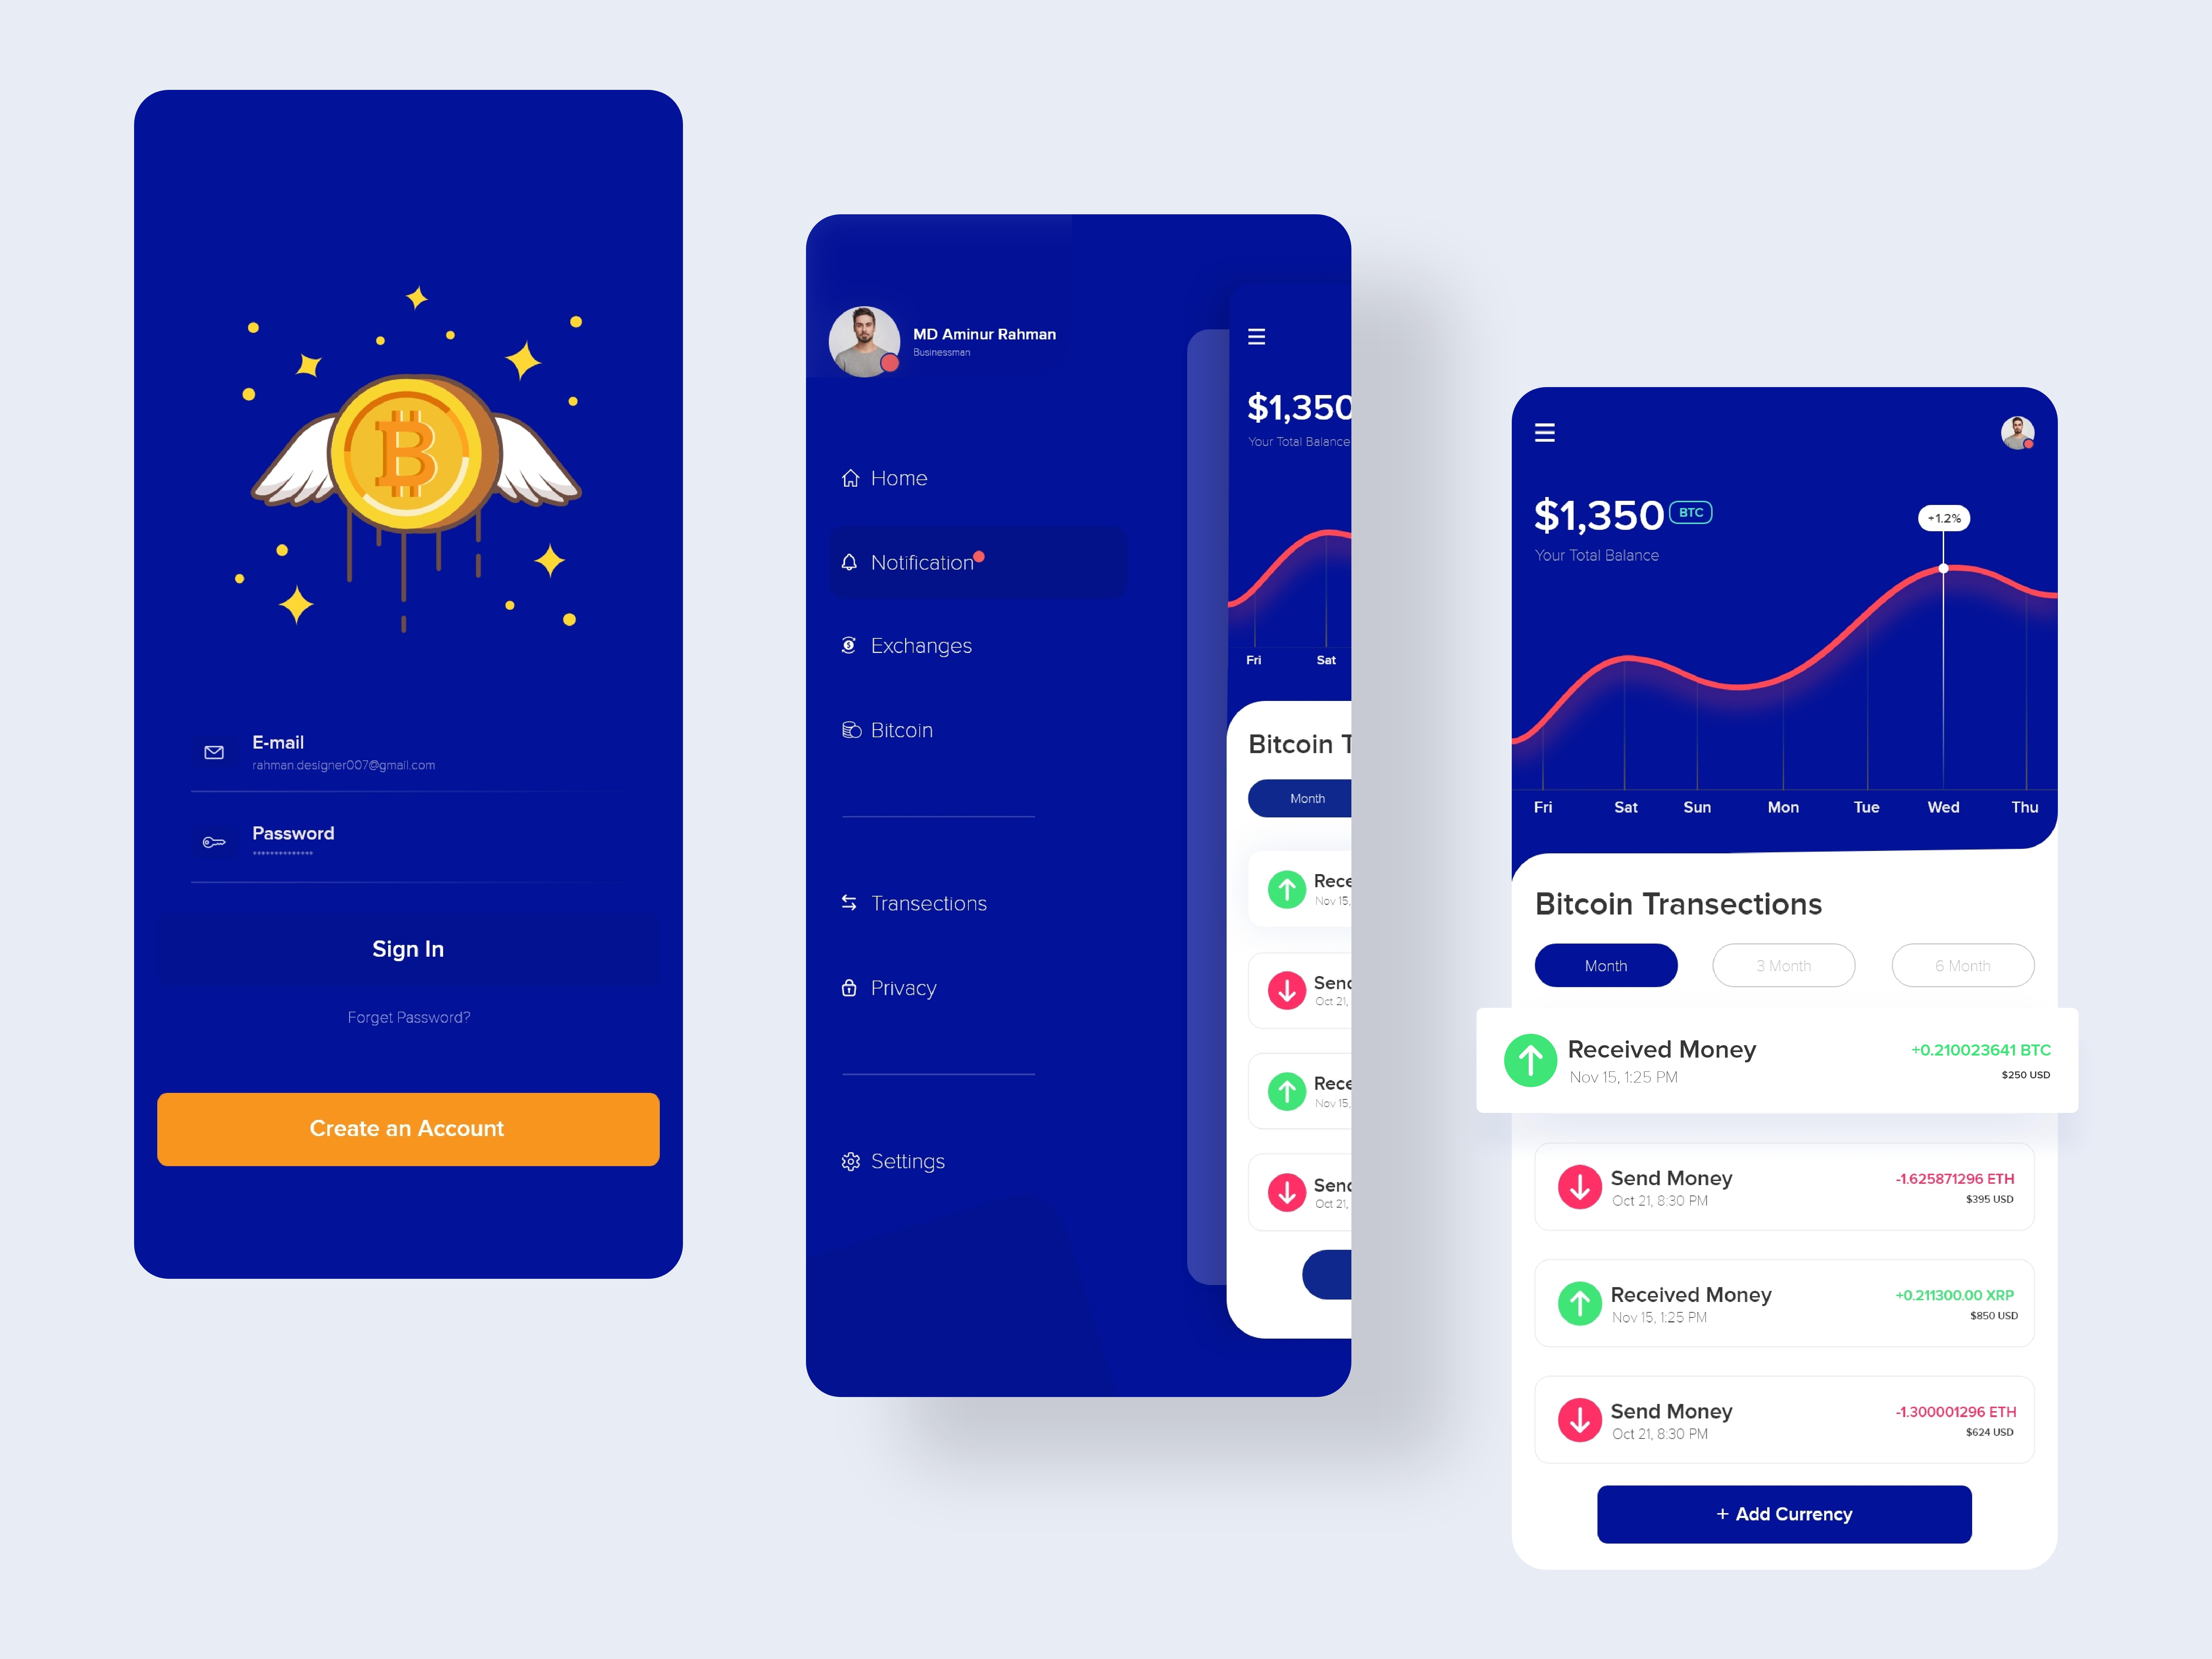 E-mail
rahman.designer007@gmail.com
Password
**************
Sign In
Forget Password?
Create an Account
MD Aminur Rahman
Businessman
Home
Notification
Exchanges
Bitcoin
Transections
Privacy
Settings
$1,350
Your Total Balance
Fri Sat
Bitcoin T
Month
Rece
Nov 15,
Send
Oct 21,
Rece
Nov 15,
Send
Oct 21,
$1,350 BTC
Your Total Balance
+1.2%
Fri Sat Sun Mon Tue Wed Thu
Bitcoin Transections
Month 3 Month 6 Month
Received Money +0.210023641 BTC
Nov 15, 1:25 PM $250 USD
Send Money -1.625871296 ETH
Oct 21, 8:30 PM $395 USD
Received Money +0.211300.00 XRP
Nov 15, 1:25 PM $850 USD
Send Money -1.300001296 ETH
Oct 21, 8:30 PM $624 USD
+ Add Currency